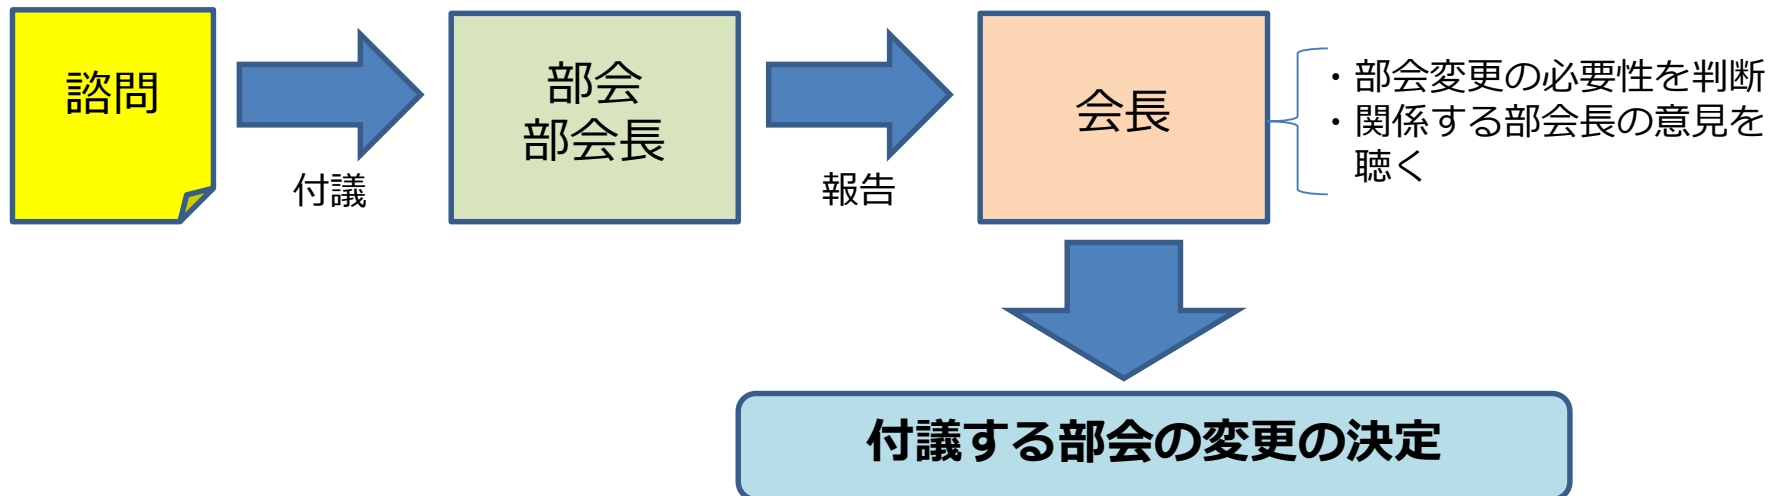 諮問
付議
部会
部会長
報告
会長
・部会変更の必要性を判断
・関係する部会長の意見を
聴く
付議する部会の変更の決定